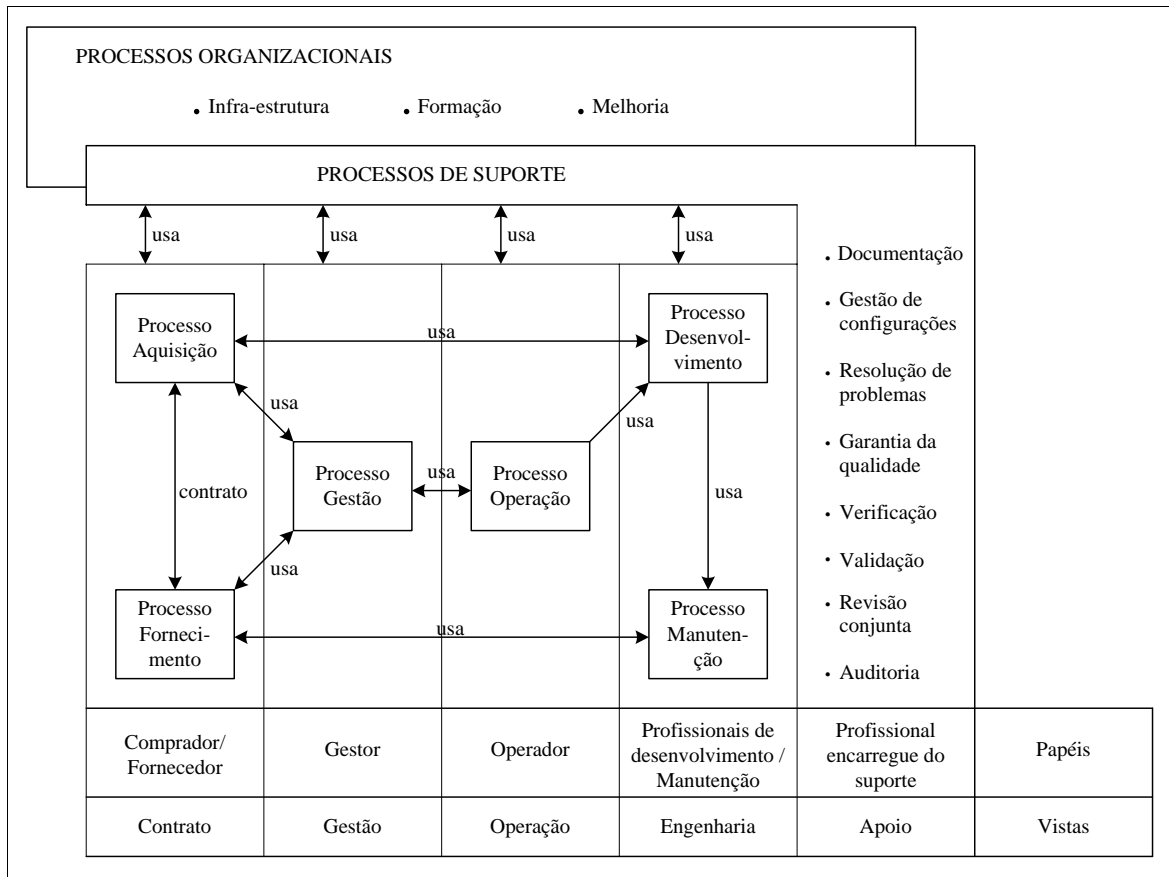 PROCESSOS ORGANIZACIONAIS
• Infra-estrutura • Formação • Melhoria
PROCESSOS DE SUPORTE
usa usa usa usa
• Documentação
• Gestão de
configurações
• Resolução de
problemas
• Garantia da
qualidade
• Verificação
• Validação
• Revisão
conjunta
• Auditoria
Processo
Aquisição
usa
Processo
Desenvol-
vimento
usa
usa
contrato
Processo
Gestão
usa
Processo
Operação
usa
usa
Processo
Forneci-
mento
usa
Processo
Manuten-
ção
Comprador/
Fornecedor
Gestor
Operador
Profissionais de
desenvolvimento /
Manutenção
Profissional
encarregue do
suporte
Papéis
Contrato
Gestão
Operação
Engenharia
Apoio
Vistas